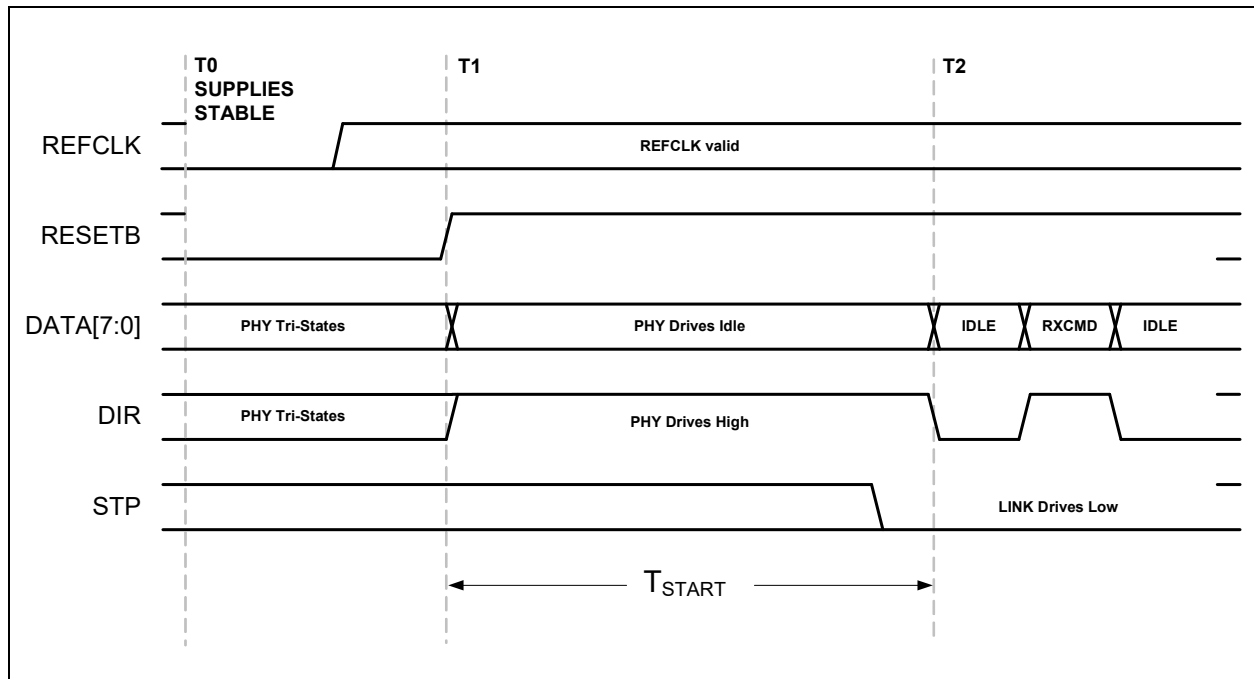 T0
SUPPLIES
STABLE
T1
T2
REFCLK
REFCLK valid
RESETB
DATA[7:0]
PHY Tri-States
PHY Drives Idle
IDLE
RXCMD
IDLE
DIR
PHY Tri-States
PHY Drives High
STP
LINK Drives Low
TSTART